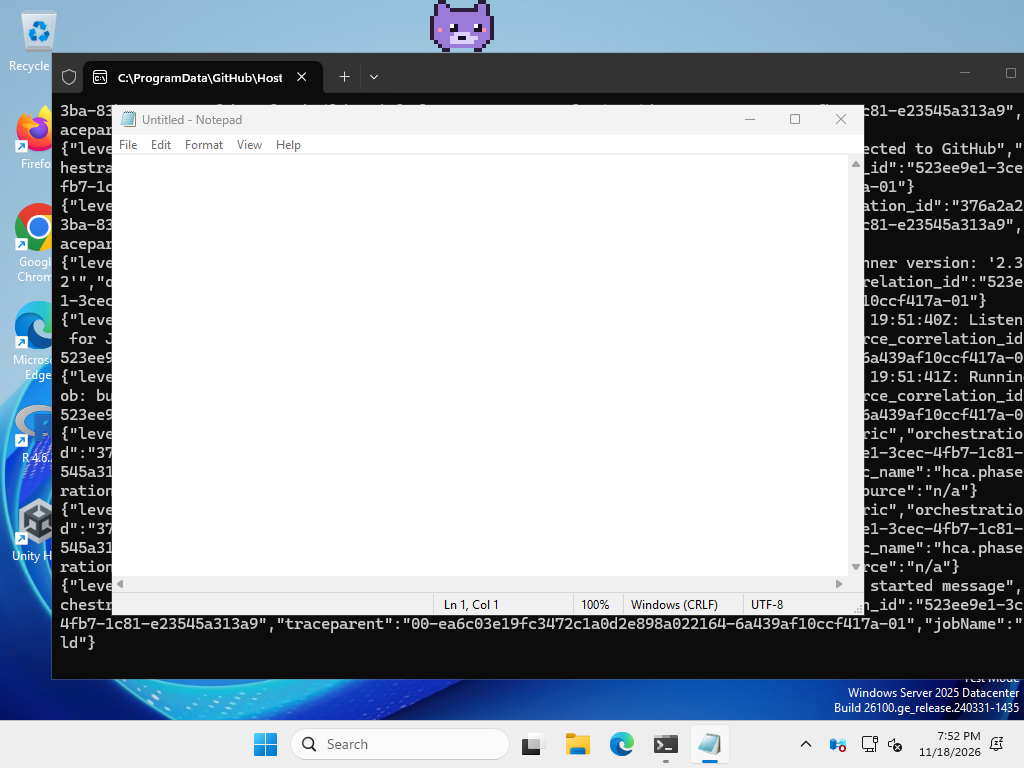 Recycle
Firefo
Googl
Chrom
Micros
Edge
R 4.6.
Unity H
C:\ProgramData\GitHub\Host
3ba-83
c81-e23545a313a9",
acepar
{"leve
ected to GitHub","
hestra
_id":"523ee9e1-3ce
fb7-1c
a-01"}
{"leve
ation_id":"376a2a2
3ba-83
c81-e23545a313a9",
acepar
{"leve
nner version: '2.3
2'","o
relation_id":"523e
1-3cec
10ccf417a-01"}
{"leve
19:51:40Z: Listen
for J
rce_correlation_id
523ee9
6a439af10ccf417a-0
{"leve
19:51:41Z: Runnin
ob: bu
rce_correlation_id
523ee9
6a439af10ccf417a-0
{"leve
ric","orchestratio
d":"37
e1-3cec-4fb7-1c81-
545a31
c_name":"hca.phase
ration
ource":"n/a"}
{"leve
ric","orchestratio
d":"37
e1-3cec-4fb7-1c81-
545a31
c_name":"hca.phase
ration
rce":"n/a"}
{"leve
started message",
chestr
n_id":"523ee9e1-3c
4fb7-1c81-e23545a313a9","traceparent":"00-ea6c03e19fc3472c1a0d2e898a022164-6a439af10ccf417a-01","jobName":"
ld"}
Untitled - Notepad
File Edit Format View Help
Ln 1, Col 1 100% Windows (CRLF) UTF-8
Test Mode
Windows Server 2025 Datacenter
Build 26100.ge_release.240331-1435
Search
7:52 PM
11/18/2026